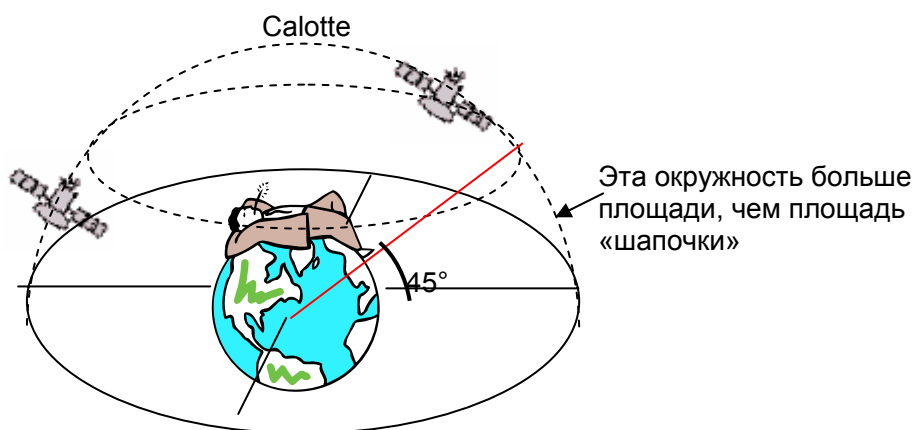 Calotte
Эта окружность больше
площади, чем площадь
«шапочки»
45°